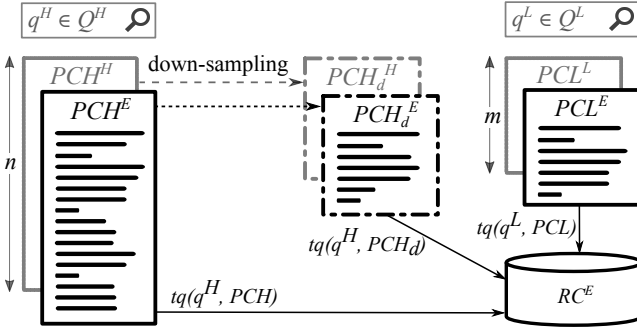 q^H ∈ Q^H
q^L ∈ Q^L
PCH^H
down-sampling
PCH_d^H
PCL^L
PCH^E
PCH_d^E
PCL^E
n
m
tq(q^H, PCH_d)
tq(q^L, PCL)
tq(q^H, PCH)
RC^E